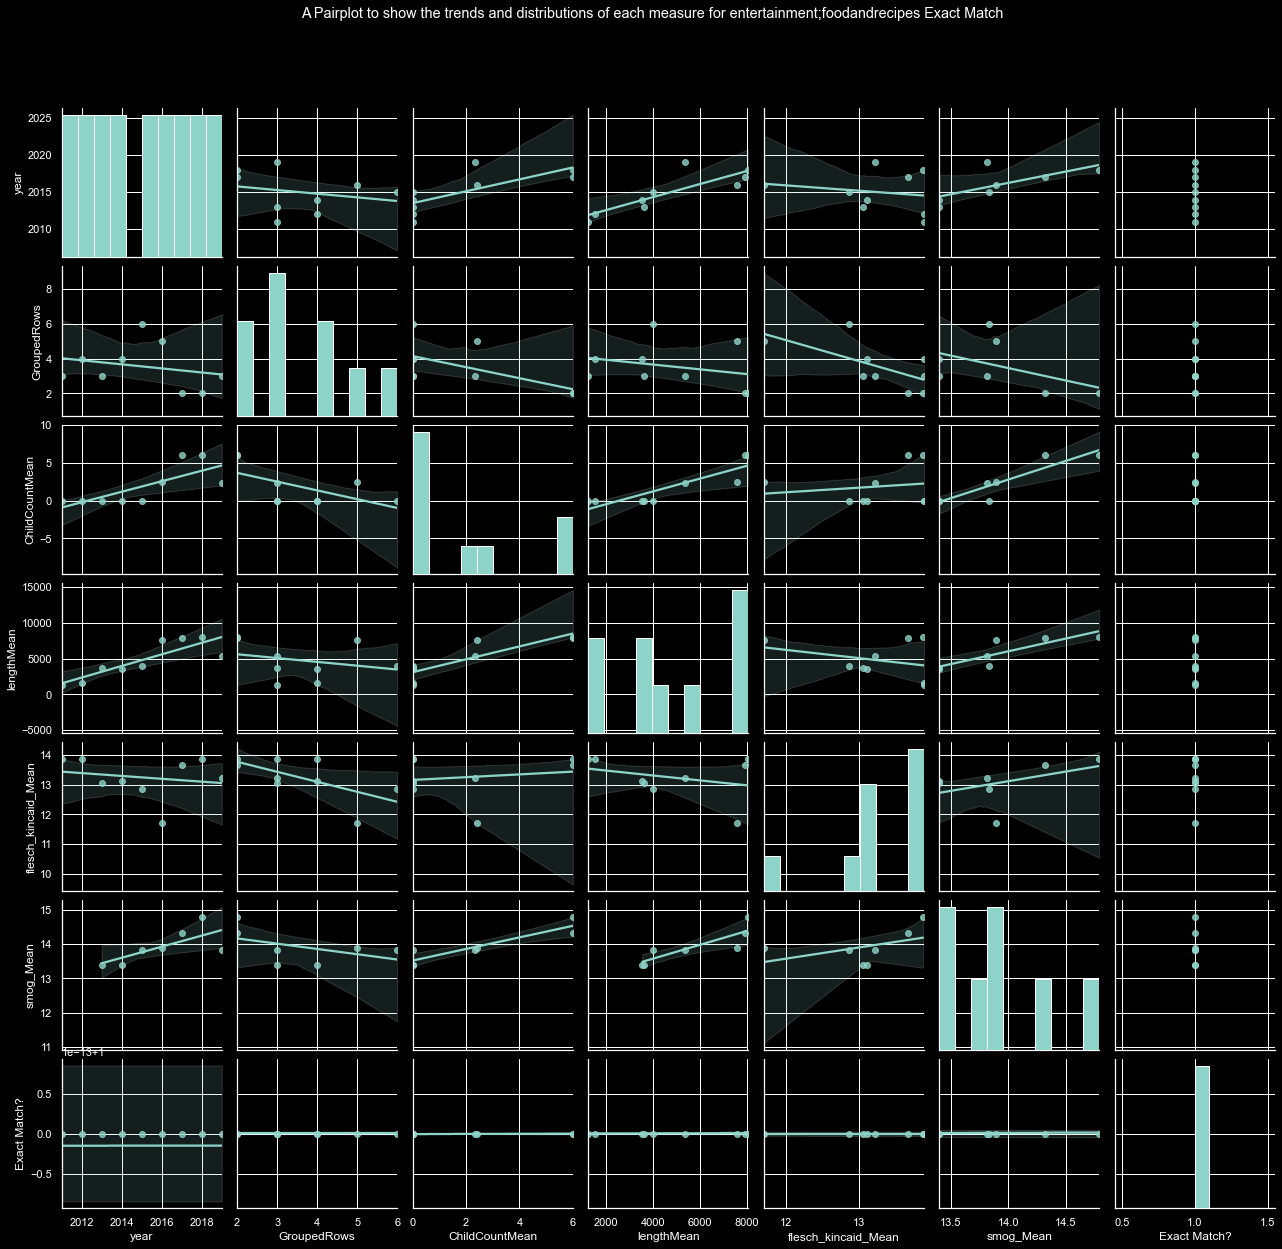 A Pairplot to show the trends and distributions of each measure for entertainment;foodandrecipes Exact Match
2025
2020
2015
2010
year
8
6
4
2
GroupedRows
10
5
0
−5
ChildCountMean
15000
10000
5000
0
−5000
lengthMean
14
13
12
11
10
flesch_kincaid_Mean
15
14
13
12
11
smog_Mean
1e−13+1
0.5
0.0
−0.5
Exact Match?
2012 2014 2016 2018 2 3 4 5 6 0 2 4 6 2000 4000 6000 8000 12 13 13.5 14.0 14.5 0.5 1.0 1.5
year GroupedRows ChildCountMean lengthMean flesch_kincaid_Mean smog_Mean Exact Match?